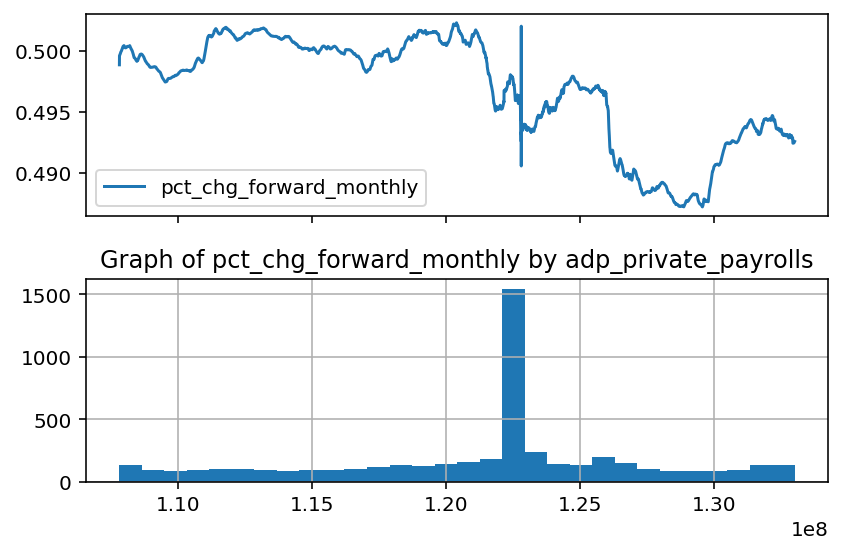 0.500
0.495
0.490
pct_chg_forward_monthly
Graph of pct_chg_forward_monthly by adp_private_payrolls
1500
1000
500
0
1.10 1.15 1.20 1.25 1.30
1e8